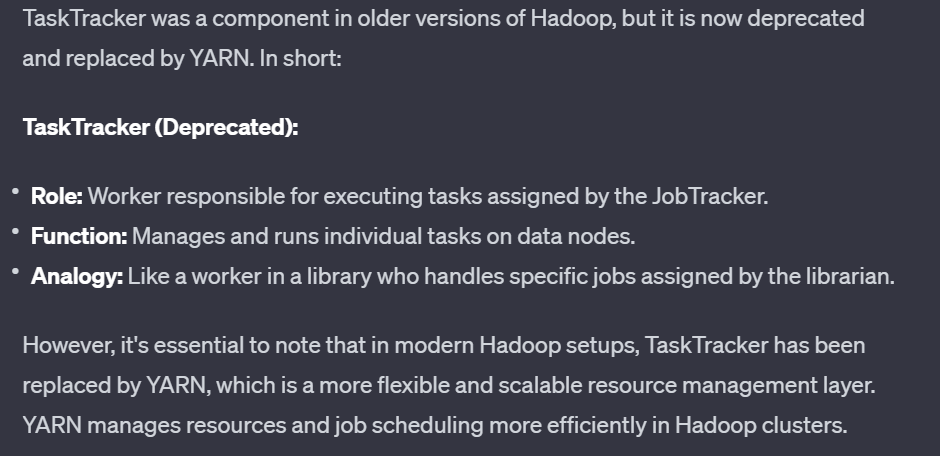 TaskTracker was a component in older versions of Hadoop, but it is now deprecated
and replaced by YARN. In short:
TaskTracker (Deprecated):
• Role: Worker responsible for executing tasks assigned by the JobTracker.
• Function: Manages and runs individual tasks on data nodes.
• Analogy: Like a worker in a library who handles specific jobs assigned by the librarian.
However, it's essential to note that in modern Hadoop setups, TaskTracker has been
replaced by YARN, which is a more flexible and scalable resource management layer.
YARN manages resources and job scheduling more efficiently in Hadoop clusters.